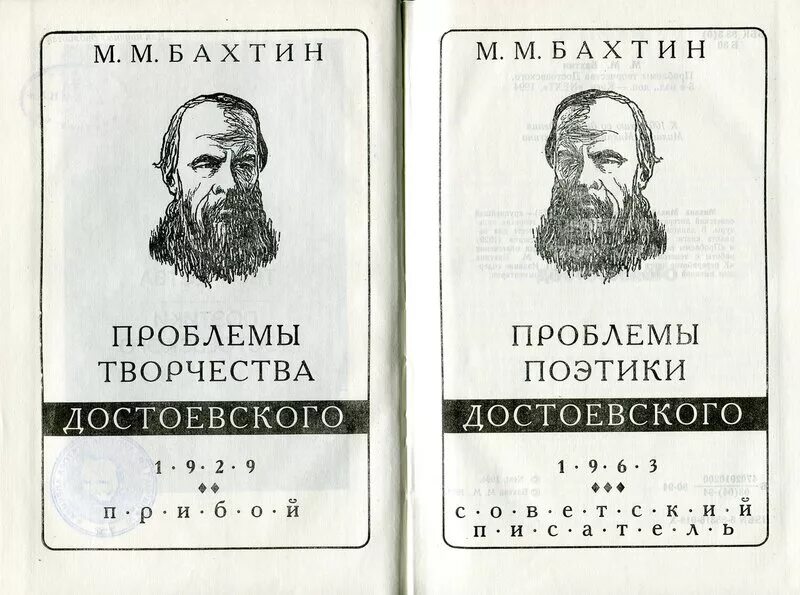 М. М. БАХТИН
ПРОБЛЕМЫ
ТВОРЧЕСТВА
ДОСТОЕВСКОГО
1·9·2·9
п·р·и·б·о·й
М. М. БАХТИН
ПРОБЛЕМЫ
ПОЭТИКИ
ДОСТОЕВСКОГО
1·9·6·3
с·о·в·е·т·с·к·и·й
п·и·с·а·т·е·л·ь